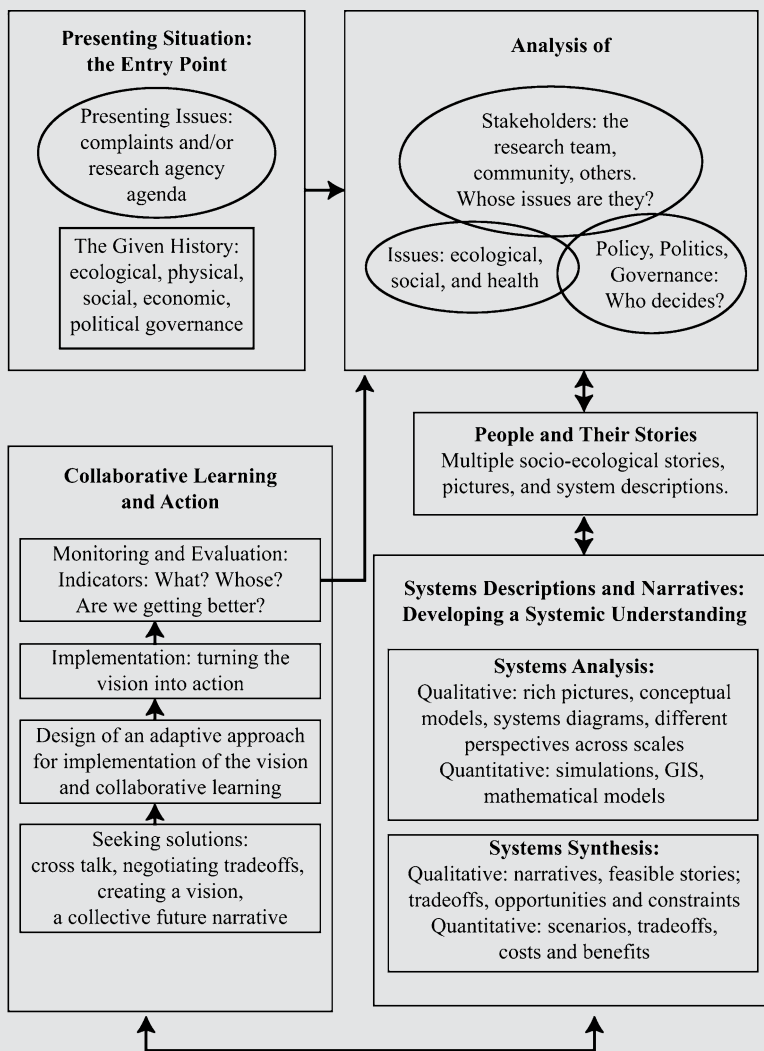 Presenting Situation:
the Entry Point
Presenting Issues:
complaints and/or
research agency
agenda
The Given History:
ecological, physical,
social, economic,
political governance
Analysis of
Stakeholders: the
research team,
community, others.
Whose issues are they?
Issues: ecological,
social, and health
Policy, Politics,
Governance:
Who decides?
People and Their Stories
Multiple socio-ecological stories,
pictures, and system descriptions.
Collaborative Learning
and Action
Monitoring and Evaluation:
Indicators: What? Whose?
Are we getting better?
Implementation: turning the
vision into action
Design of an adaptive approach
for implementation of the vision
and collaborative learning
Seeking solutions:
cross talk, negotiating tradeoffs,
creating a vision,
a collective future narrative
Systems Descriptions and Narratives:
Developing a Systemic Understanding
Systems Analysis:
Qualitative: rich pictures, conceptual
models, systems diagrams, different
perspectives across scales
Quantitative: simulations, GIS,
mathematical models
Systems Synthesis:
Qualitative: narratives, feasible stories;
tradeoffs, opportunities and constraints
Quantitative: scenarios, tradeoffs,
costs and benefits